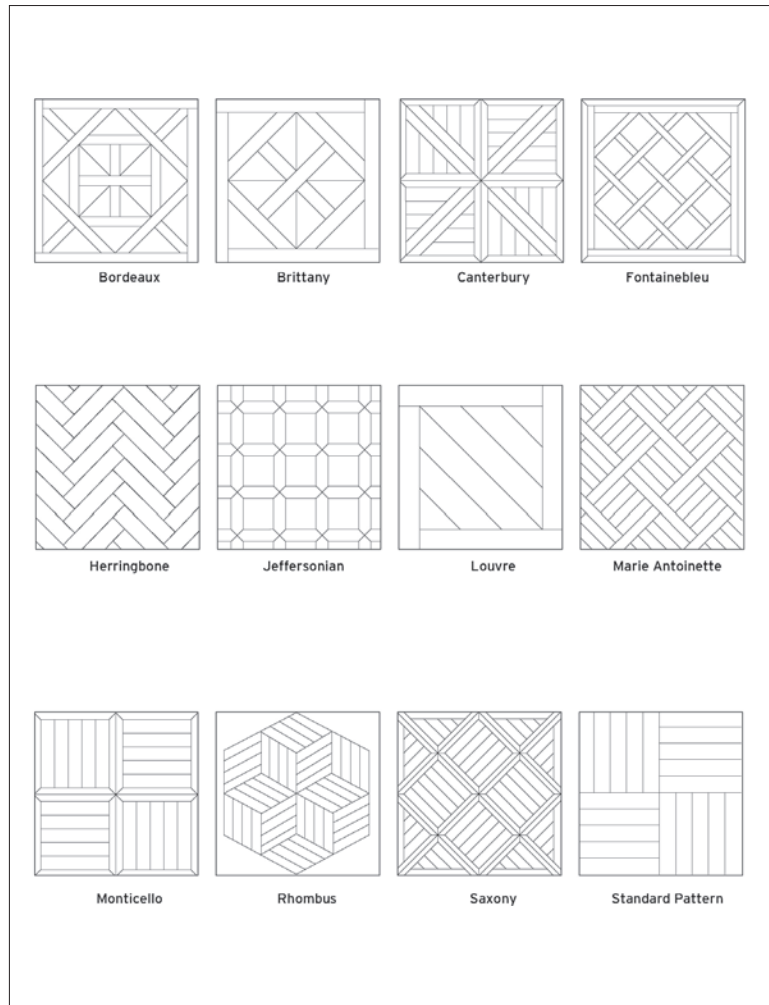 Bordeaux
Brittany
Canterbury
Fontainebleu
Herringbone
Jeffersonian
Louvre
Marie Antoinette
Monticello
Rhombus
Saxony
Standard Pattern